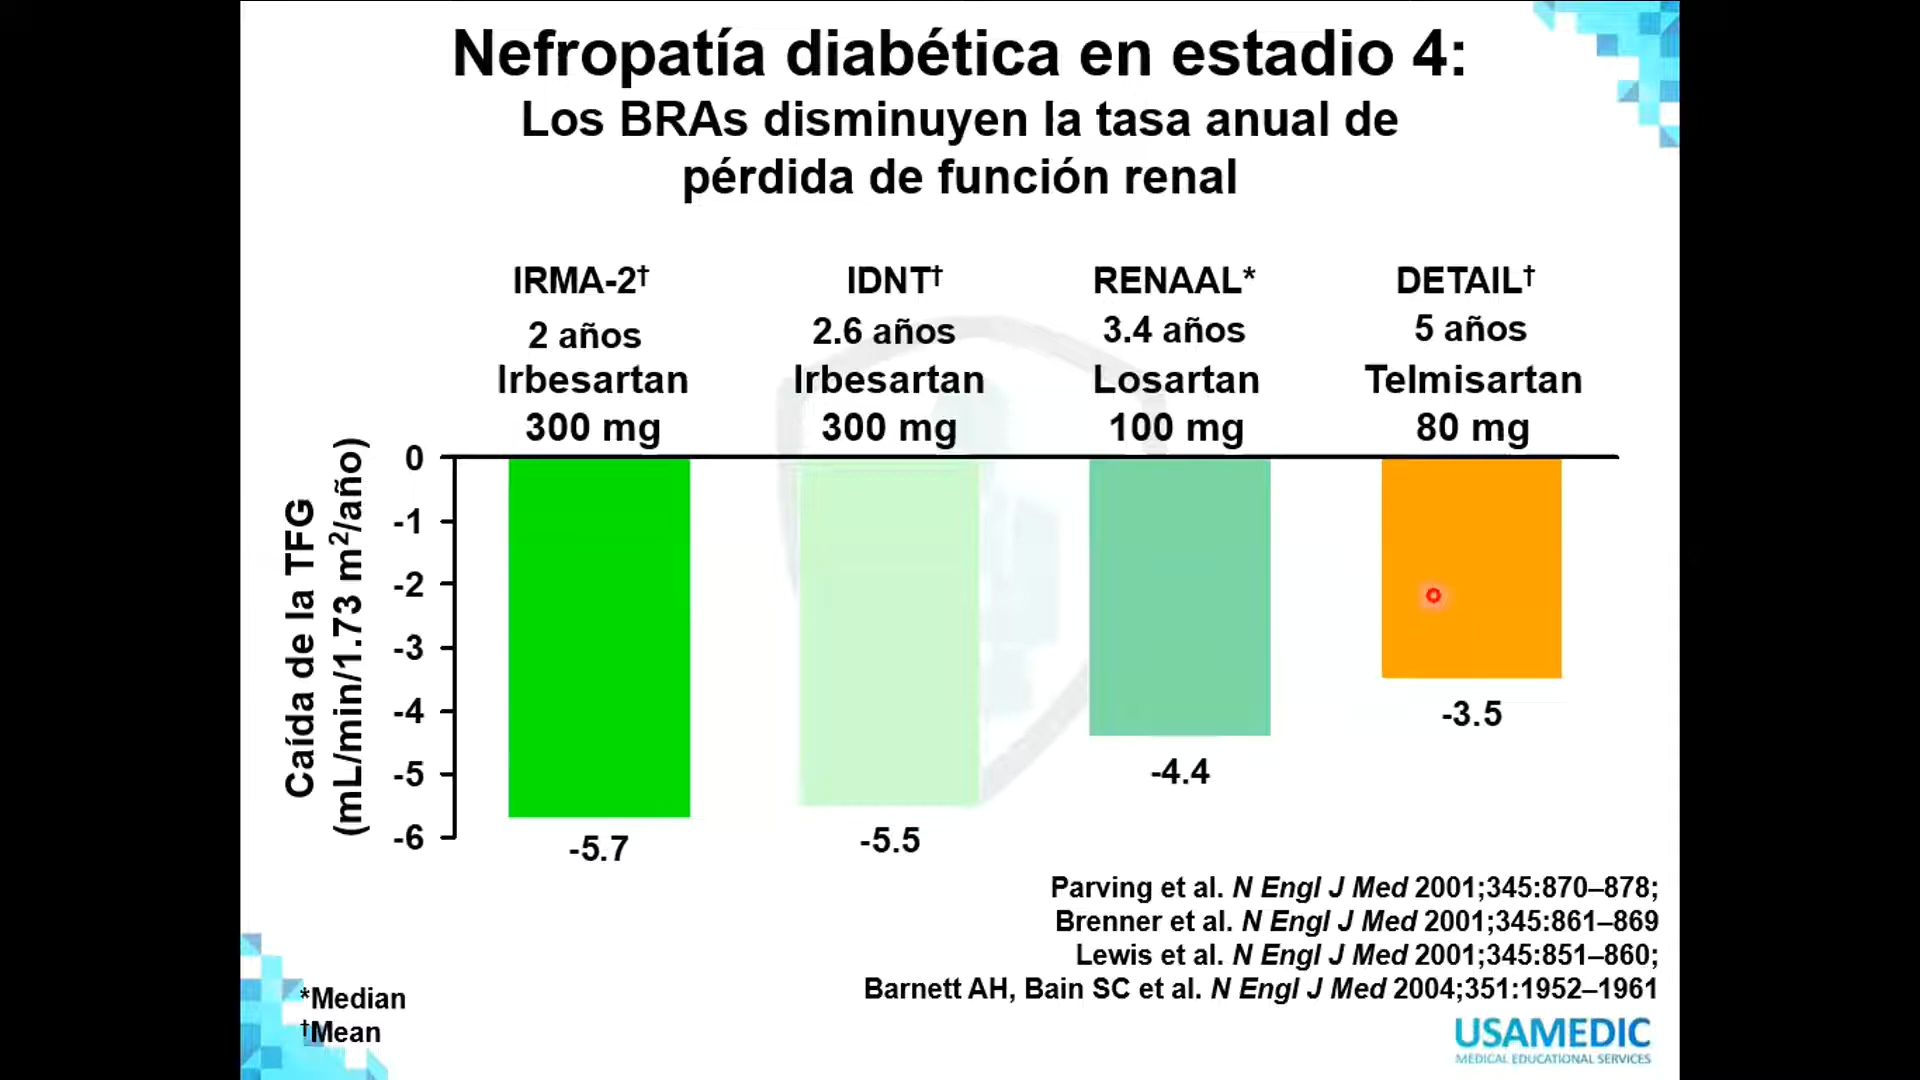 Nefropatía diabética en estadio 4:
Los BRAs disminuyen la tasa anual de
pérdida de función renal
IRMA-2†
2 años
Irbesartan
300 mg
IDNT†
2.6 años
Irbesartan
300 mg
RENAAL*
3.4 años
Losartan
100 mg
DETAIL†
5 años
Telmisartan
80 mg
Caída de la TFG
(mL/min/1.73 m²/año)
0
-1
-2
-3
-4
-5
-6
-5.7
-5.5
-4.4
-3.5
Parving et al. N Engl J Med 2001;345:870–878;
Brenner et al. N Engl J Med 2001;345:861–869
Lewis et al. N Engl J Med 2001;345:851–860;
Barnett AH, Bain SC et al. N Engl J Med 2004;351:1952–1961
*Median
†Mean
USAMEDIC
MEDICAL EDUCATIONAL SERVICES